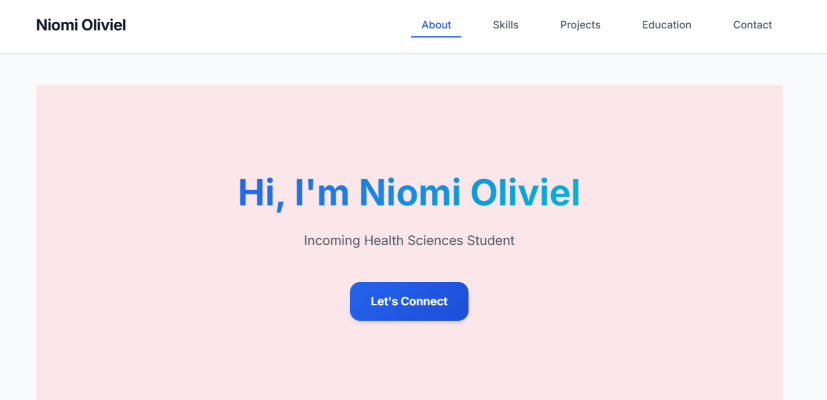 Niomi Oliviel
About Skills Projects Education Contact
Hi, I'm Niomi Oliviel
Incoming Health Sciences Student
Let's Connect